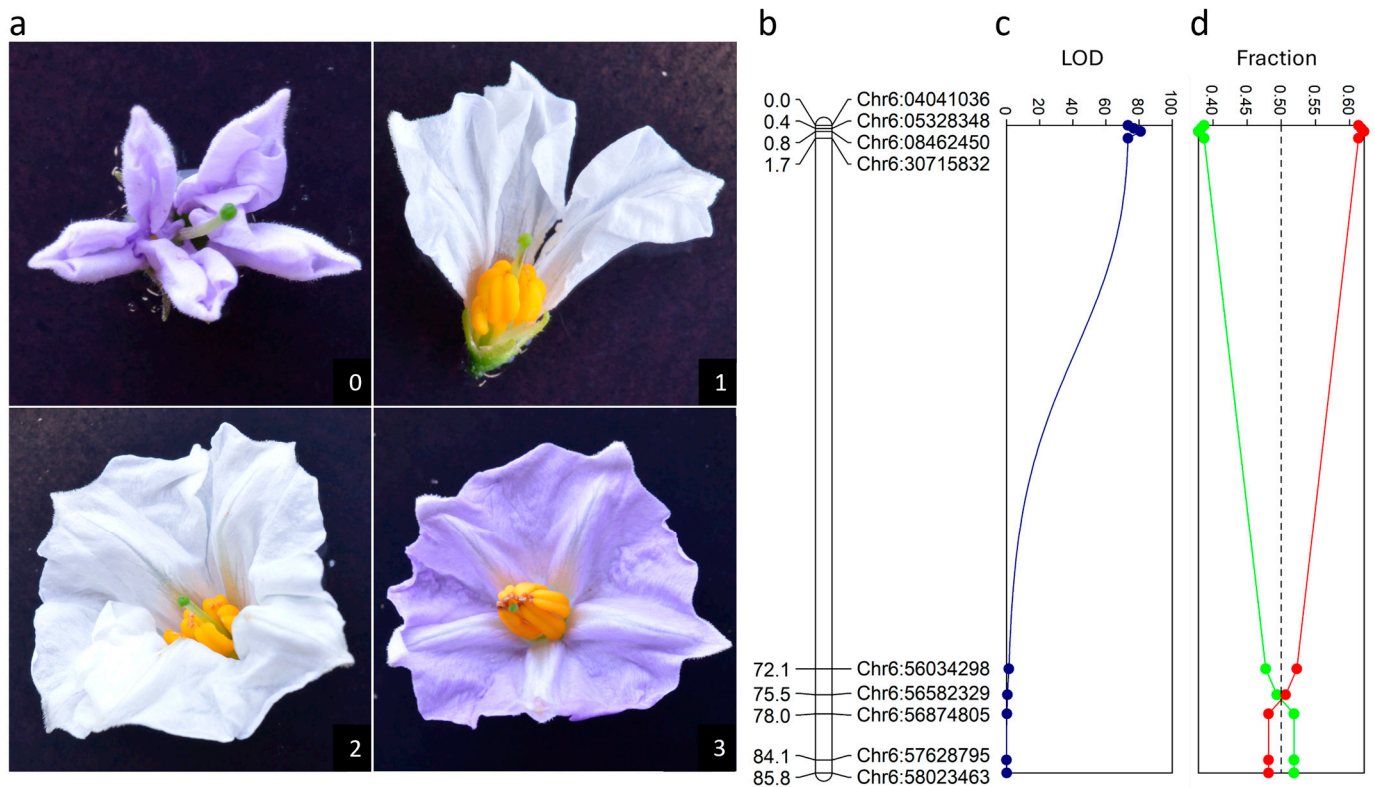 a
b
c
d
0
1
2
3
0.0 Chr6:04041036
0.4 Chr6:05328348
0.8 Chr6:08462450
1.7 Chr6:30715832
72.1 Chr6:56034298
75.5 Chr6:56582329
78.0 Chr6:56874805
84.1 Chr6:57628795
85.8 Chr6:58023463
LOD
0 20 40 60 80 100
Fraction
0.40 0.45 0.50 0.55 0.60